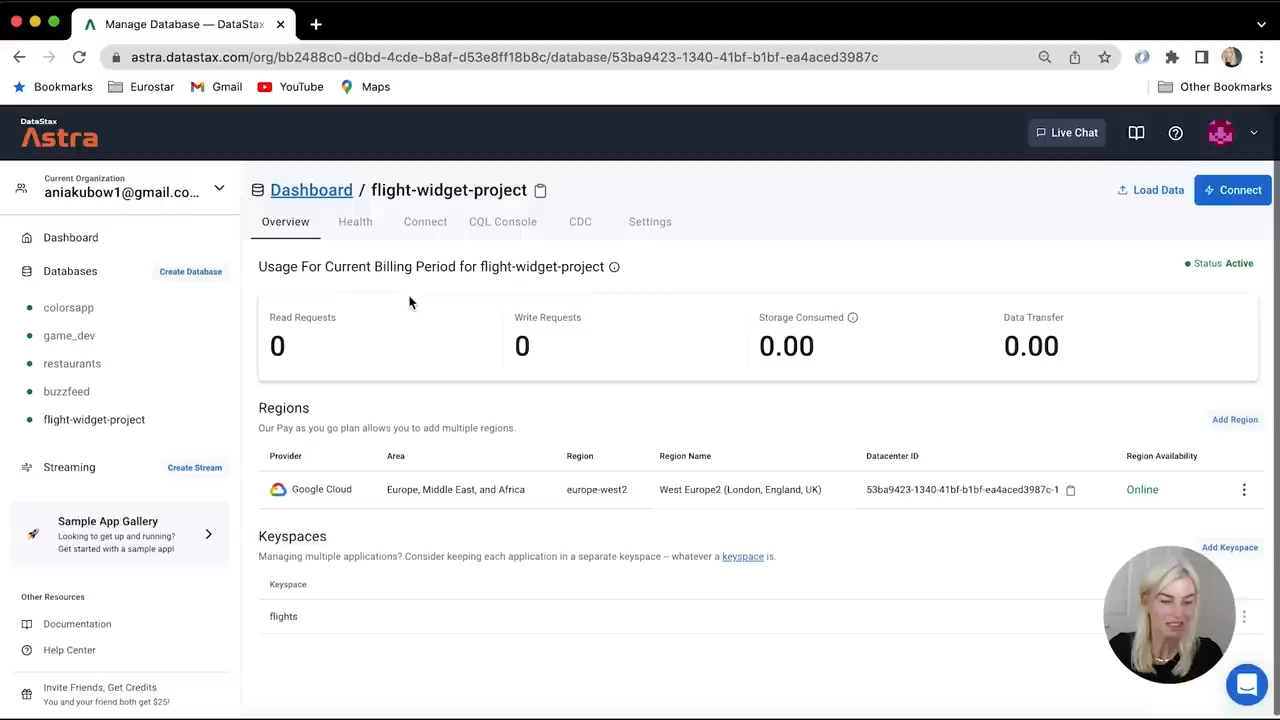 Manage Database — DataStax
astra.datastax.com/org/bb2488c0-d0bd-4cde-b8af-d53e8ff18b8c/database/53ba9423-1340-41bf-b1bf-ea4aced3987c
Bookmarks Eurostar Gmail YouTube Maps Other Bookmarks
DataStax
Astra
Live Chat
Current Organization
aniakubow1@gmail.co...
Dashboard / flight-widget-project
Load Data
Connect
Overview Health Connect CQL Console CDC Settings
Dashboard
Databases Create Database
colorsapp
game_dev
restaurants
buzzfeed
flight-widget-project
Streaming Create Stream
Sample App Gallery
Looking to get up and running?
Get started with a sample app!
Other Resources
Documentation
Help Center
Invite Friends, Get Credits
You and your friend both get $25!
Usage For Current Billing Period for flight-widget-project
Status Active
Read Requests Write Requests Storage Consumed Data Transfer
0 0 0.00 0.00
Regions
Our Pay as you go plan allows you to add multiple regions.
Add Region
Provider Area Region Region Name Datacenter ID Region Availability
Google Cloud Europe, Middle East, and Africa europe-west2 West Europe2 (London, England, UK) 53ba9423-1340-41bf-b1bf-ea4aced3987c-1 Online
Keyspaces
Managing multiple applications? Consider keeping each application in a separate keyspace -- whatever a keyspace is.
Add Keyspace
Keyspace
flights